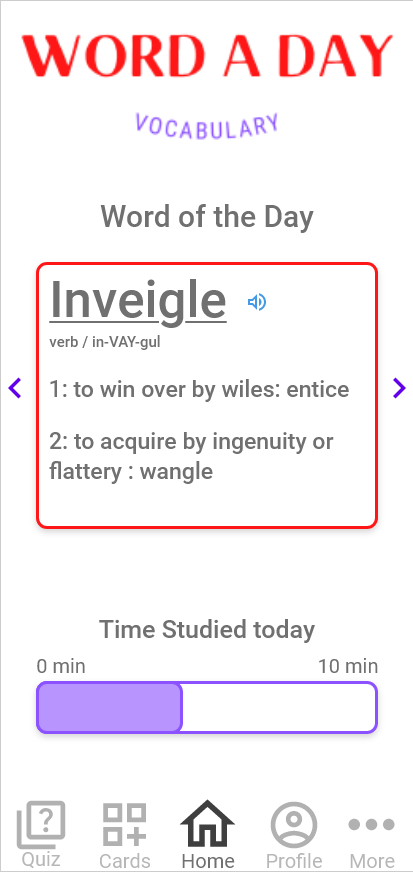 WORD A DAY
VOCABULARY
Word of the Day
Inveigle
verb / in-VAY-gul
1: to win over by wiles: entice
2: to acquire by ingenuity or
flattery : wangle
Time Studied today
0 min 10 min
?
Quiz Cards Home Profile More